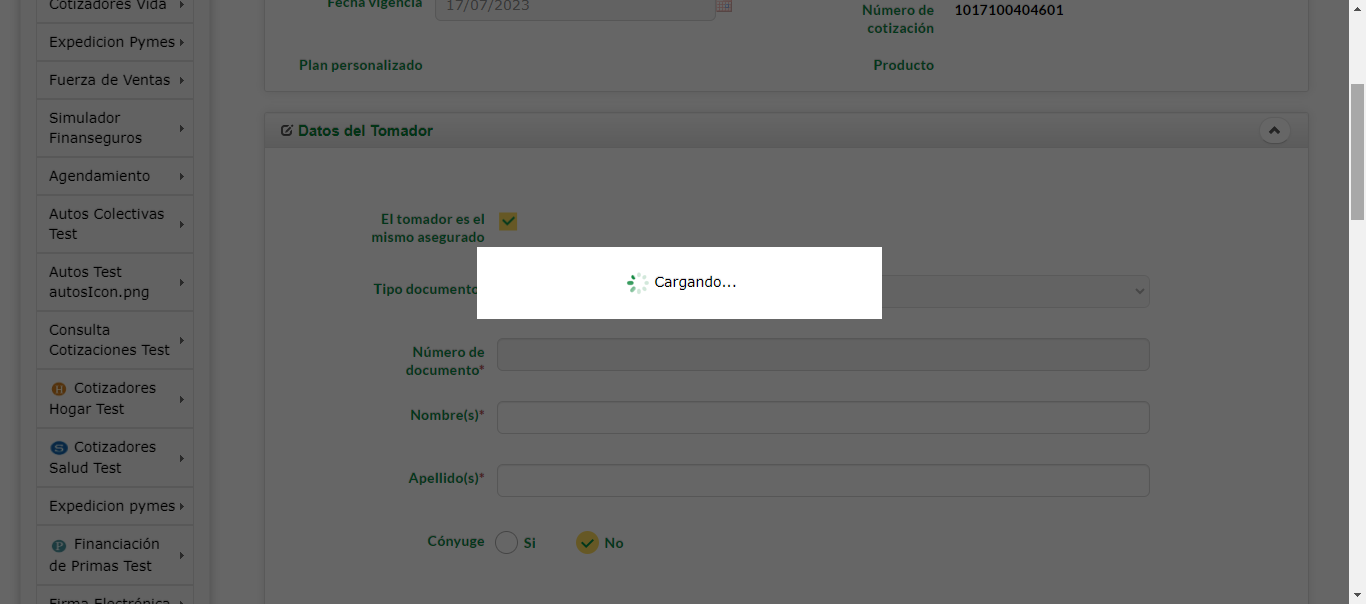 Cotizadores Vida
Expedicion Pymes
Fuerza de Ventas
Simulador
Finanseguros
Agendamiento
Autos Colectivas
Test
Autos Test
autosIcon.png
Consulta
Cotizaciones Test
H Cotizadores
Hogar Test
S Cotizadores
Salud Test
Expedicion pymes
P Financiación
de Primas Test
Firma Electrónica
Fecha vigencia
17/07/2023
Número de
cotización
1017100404601
Plan personalizado
Producto
Datos del Tomador
El tomador es el
mismo asegurado
Tipo documento
Cargando...
Número de
documento*
Nombre(s)*
Apellido(s)*
Cónyuge
Si
No